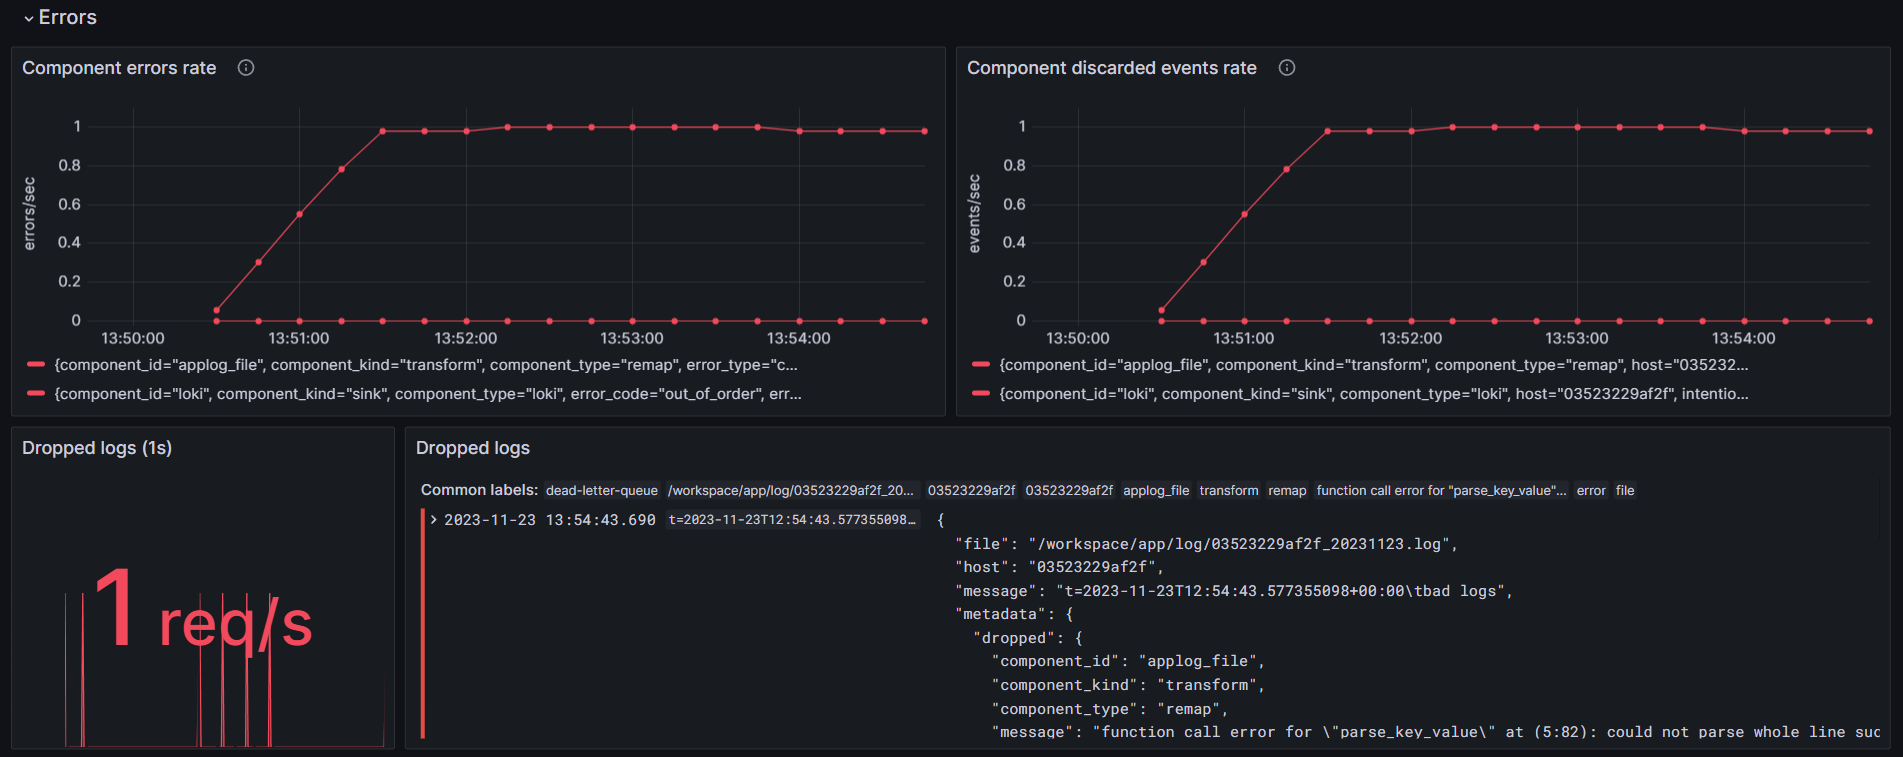 Errors
Component errors rate
errors/sec
1
0.8
0.6
0.4
0.2
0
13:50:00 13:51:00 13:52:00 13:53:00 13:54:00
{component_id="applog_file", component_kind="transform", component_type="remap", error_type="c...
{component_id="loki", component_kind="sink", component_type="loki", error_code="out_of_order", err...
Component discarded events rate
events/sec
1
0.8
0.6
0.4
0.2
0
13:50:00 13:51:00 13:52:00 13:53:00 13:54:00
{component_id="applog_file", component_kind="transform", component_type="remap", host="035232...
{component_id="loki", component_kind="sink", component_type="loki", host="03523229af2f", intentio...
Dropped logs (1s)
1 req/s
Dropped logs
Common labels: dead-letter-queue /workspace/app/log/03523229af2f_20... 03523229af2f 03523229af2f applog_file transform remap function call error for "parse_key_value"... error file
2023-11-23 13:54:43.690 t=2023-11-23T12:54:43.577355098… {
"file": "/workspace/app/log/03523229af2f_20231123.log",
"host": "03523229af2f",
"message": "t=2023-11-23T12:54:43.577355098+00:00\tbad logs",
"metadata": {
"dropped": {
"component_id": "applog_file",
"component_kind": "transform",
"component_type": "remap",
"message": "function call error for \"parse_key_value\" at (5:82): could not parse whole line suc